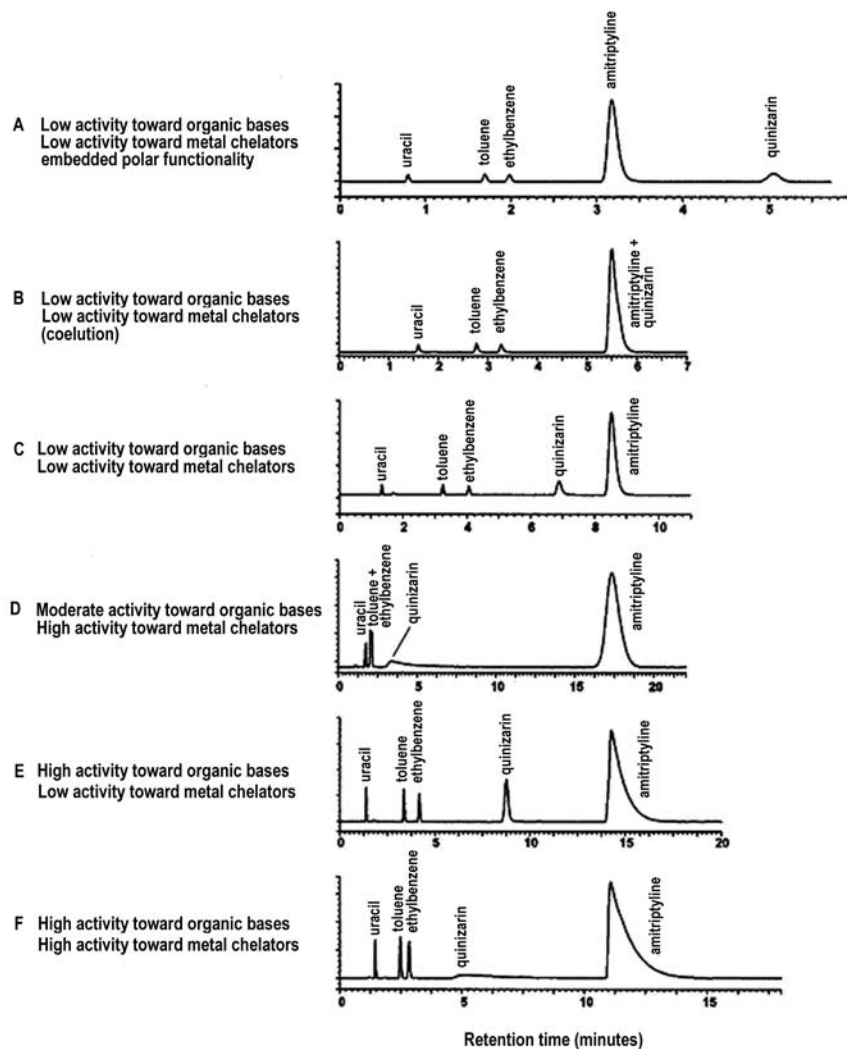 amitriptyline
A Low activity toward organic bases
Low activity toward metal chelators
embedded polar functionality
uracil
toluene
ethylbenzene
quinizarin
0 1 2 3 4 5
B Low activity toward organic bases
Low activity toward metal chelators
(coelution)
uracil
toluene
ethylbenzene
amitriptyline +
quinizarin
0 1 2 3 4 5 6 7
C Low activity toward organic bases
Low activity toward metal chelators
uracil
toluene
ethylbenzene
quinizarin
amitriptyline
0 2 4 6 8 10
D Moderate activity toward organic bases
High activity toward metal chelators
uracil
toluene +
ethylbenzene
quinizarin
amitriptyline
0 5 10 15 20
E High activity toward organic bases
Low activity toward metal chelators
uracil
toluene
ethylbenzene
quinizarin
amitriptyline
0 5 10 15 20
F High activity toward organic bases
High activity toward metal chelators
uracil
toluene
ethylbenzene
quinizarin
amitriptyline
0 5 10 15
Retention time (minutes)